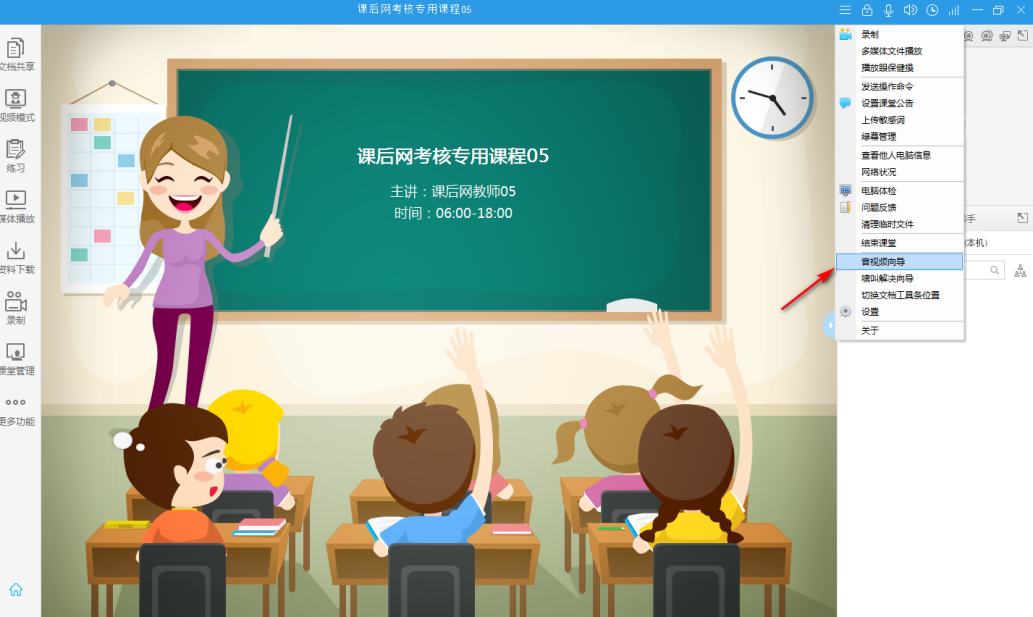 课后网考核专用课程05
文档共享
视频模式
练习
媒体播放
资料下载
录制
课堂管理
更多功能
课后网考核专用课程05
主讲：课后网教师05
时间：06:00-18:00
录制
多媒体文件播放
播放眼保健操
发送操作命令
设置课堂公告
上传敏感词
绿幕管理
查看他人电脑信息
网络状况
电脑体检
问题反馈
清理临时文件
结束课堂
音视频向导
啸叫解决向导
切换文档工具条位置
设置
关于
手
(本机)